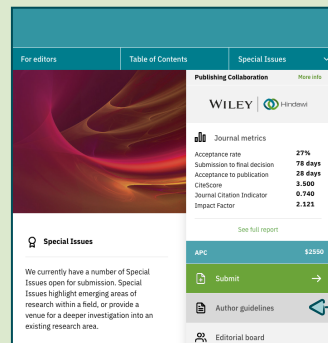 For editors
Table of Contents
Special Issues
Publishing Collaboration
More info
WILEY
Hindawi
Journal metrics
Acceptance rate 27%
Submission to final decision 78 days
Acceptance to publication 28 days
CiteScore 3.500
Journal Citation Indicator 0.740
Impact Factor 2.121
See full report
APC $2550
Submit
Author guidelines
Editorial board
Special Issues
We currently have a number of Special
Issues open for submission. Special
Issues highlight emerging areas of
research within a field, or provide a
venue for a deeper investigation into an
existing research area.